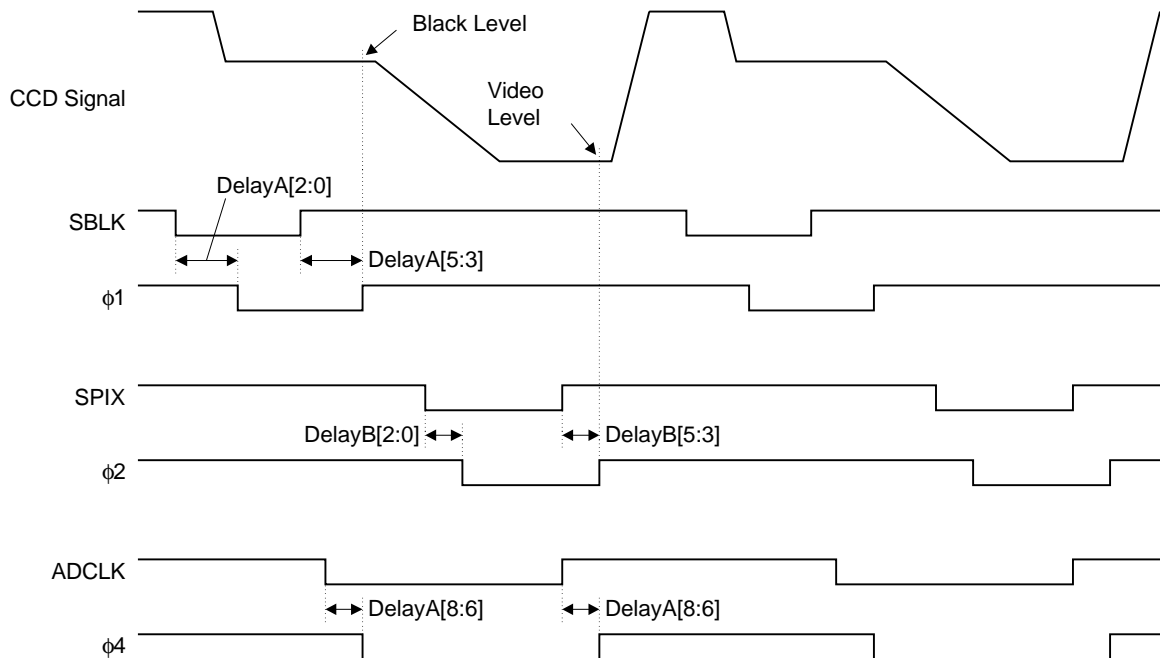 Black Level
CCD Signal
Video
Level
DelayA[2:0]
SBLK
DelayA[5:3]
ϕ1
SPIX
DelayB[2:0]
DelayB[5:3]
ϕ2
ADCLK
DelayA[8:6]
DelayA[8:6]
ϕ4